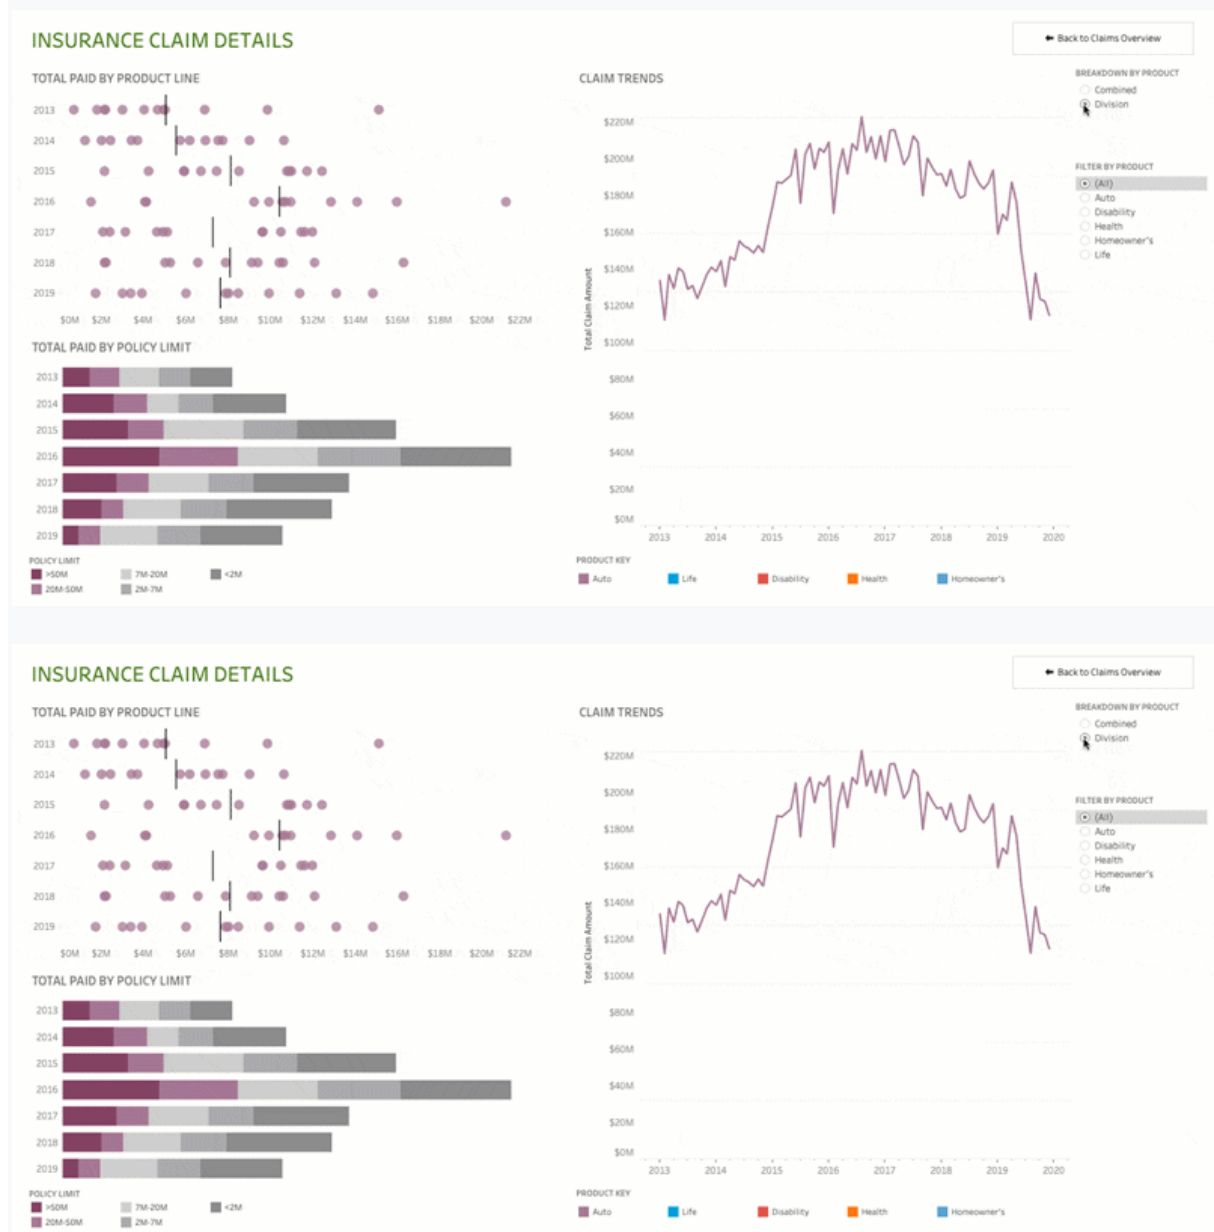 INSURANCE CLAIM DETAILS
← Back to Claims Overview
TOTAL PAID BY PRODUCT LINE
2013
2014
2015
2016
2017
2018
2019
$0M $2M $4M $6M $8M $10M $12M $14M $16M $18M $20M $22M
TOTAL PAID BY POLICY LIMIT
2013
2014
2015
2016
2017
2018
2019
POLICY LIMIT
>50M 7M-20M <2M
20M-50M 2M-7M
CLAIM TRENDS
Total Claim Amount
$220M
$200M
$180M
$160M
$140M
$120M
$100M
$80M
$60M
$40M
$20M
$0M
2013 2014 2015 2016 2017 2018 2019 2020
PRODUCT KEY
Auto Life Disability Health Homeowner's
BREAKDOWN BY PRODUCT
Combined
Division
FILTER BY PRODUCT
(All)
Auto
Disability
Health
Homeowner's
Life
INSURANCE CLAIM DETAILS
← Back to Claims Overview
TOTAL PAID BY PRODUCT LINE
2013
2014
2015
2016
2017
2018
2019
$0M $2M $4M $6M $8M $10M $12M $14M $16M $18M $20M $22M
TOTAL PAID BY POLICY LIMIT
2013
2014
2015
2016
2017
2018
2019
POLICY LIMIT
>50M 7M-20M <2M
20M-50M 2M-7M
CLAIM TRENDS
Total Claim Amount
$220M
$200M
$180M
$160M
$140M
$120M
$100M
$80M
$60M
$40M
$20M
$0M
2013 2014 2015 2016 2017 2018 2019 2020
PRODUCT KEY
Auto Life Disability Health Homeowner's
BREAKDOWN BY PRODUCT
Combined
Division
FILTER BY PRODUCT
(All)
Auto
Disability
Health
Homeowner's
Life